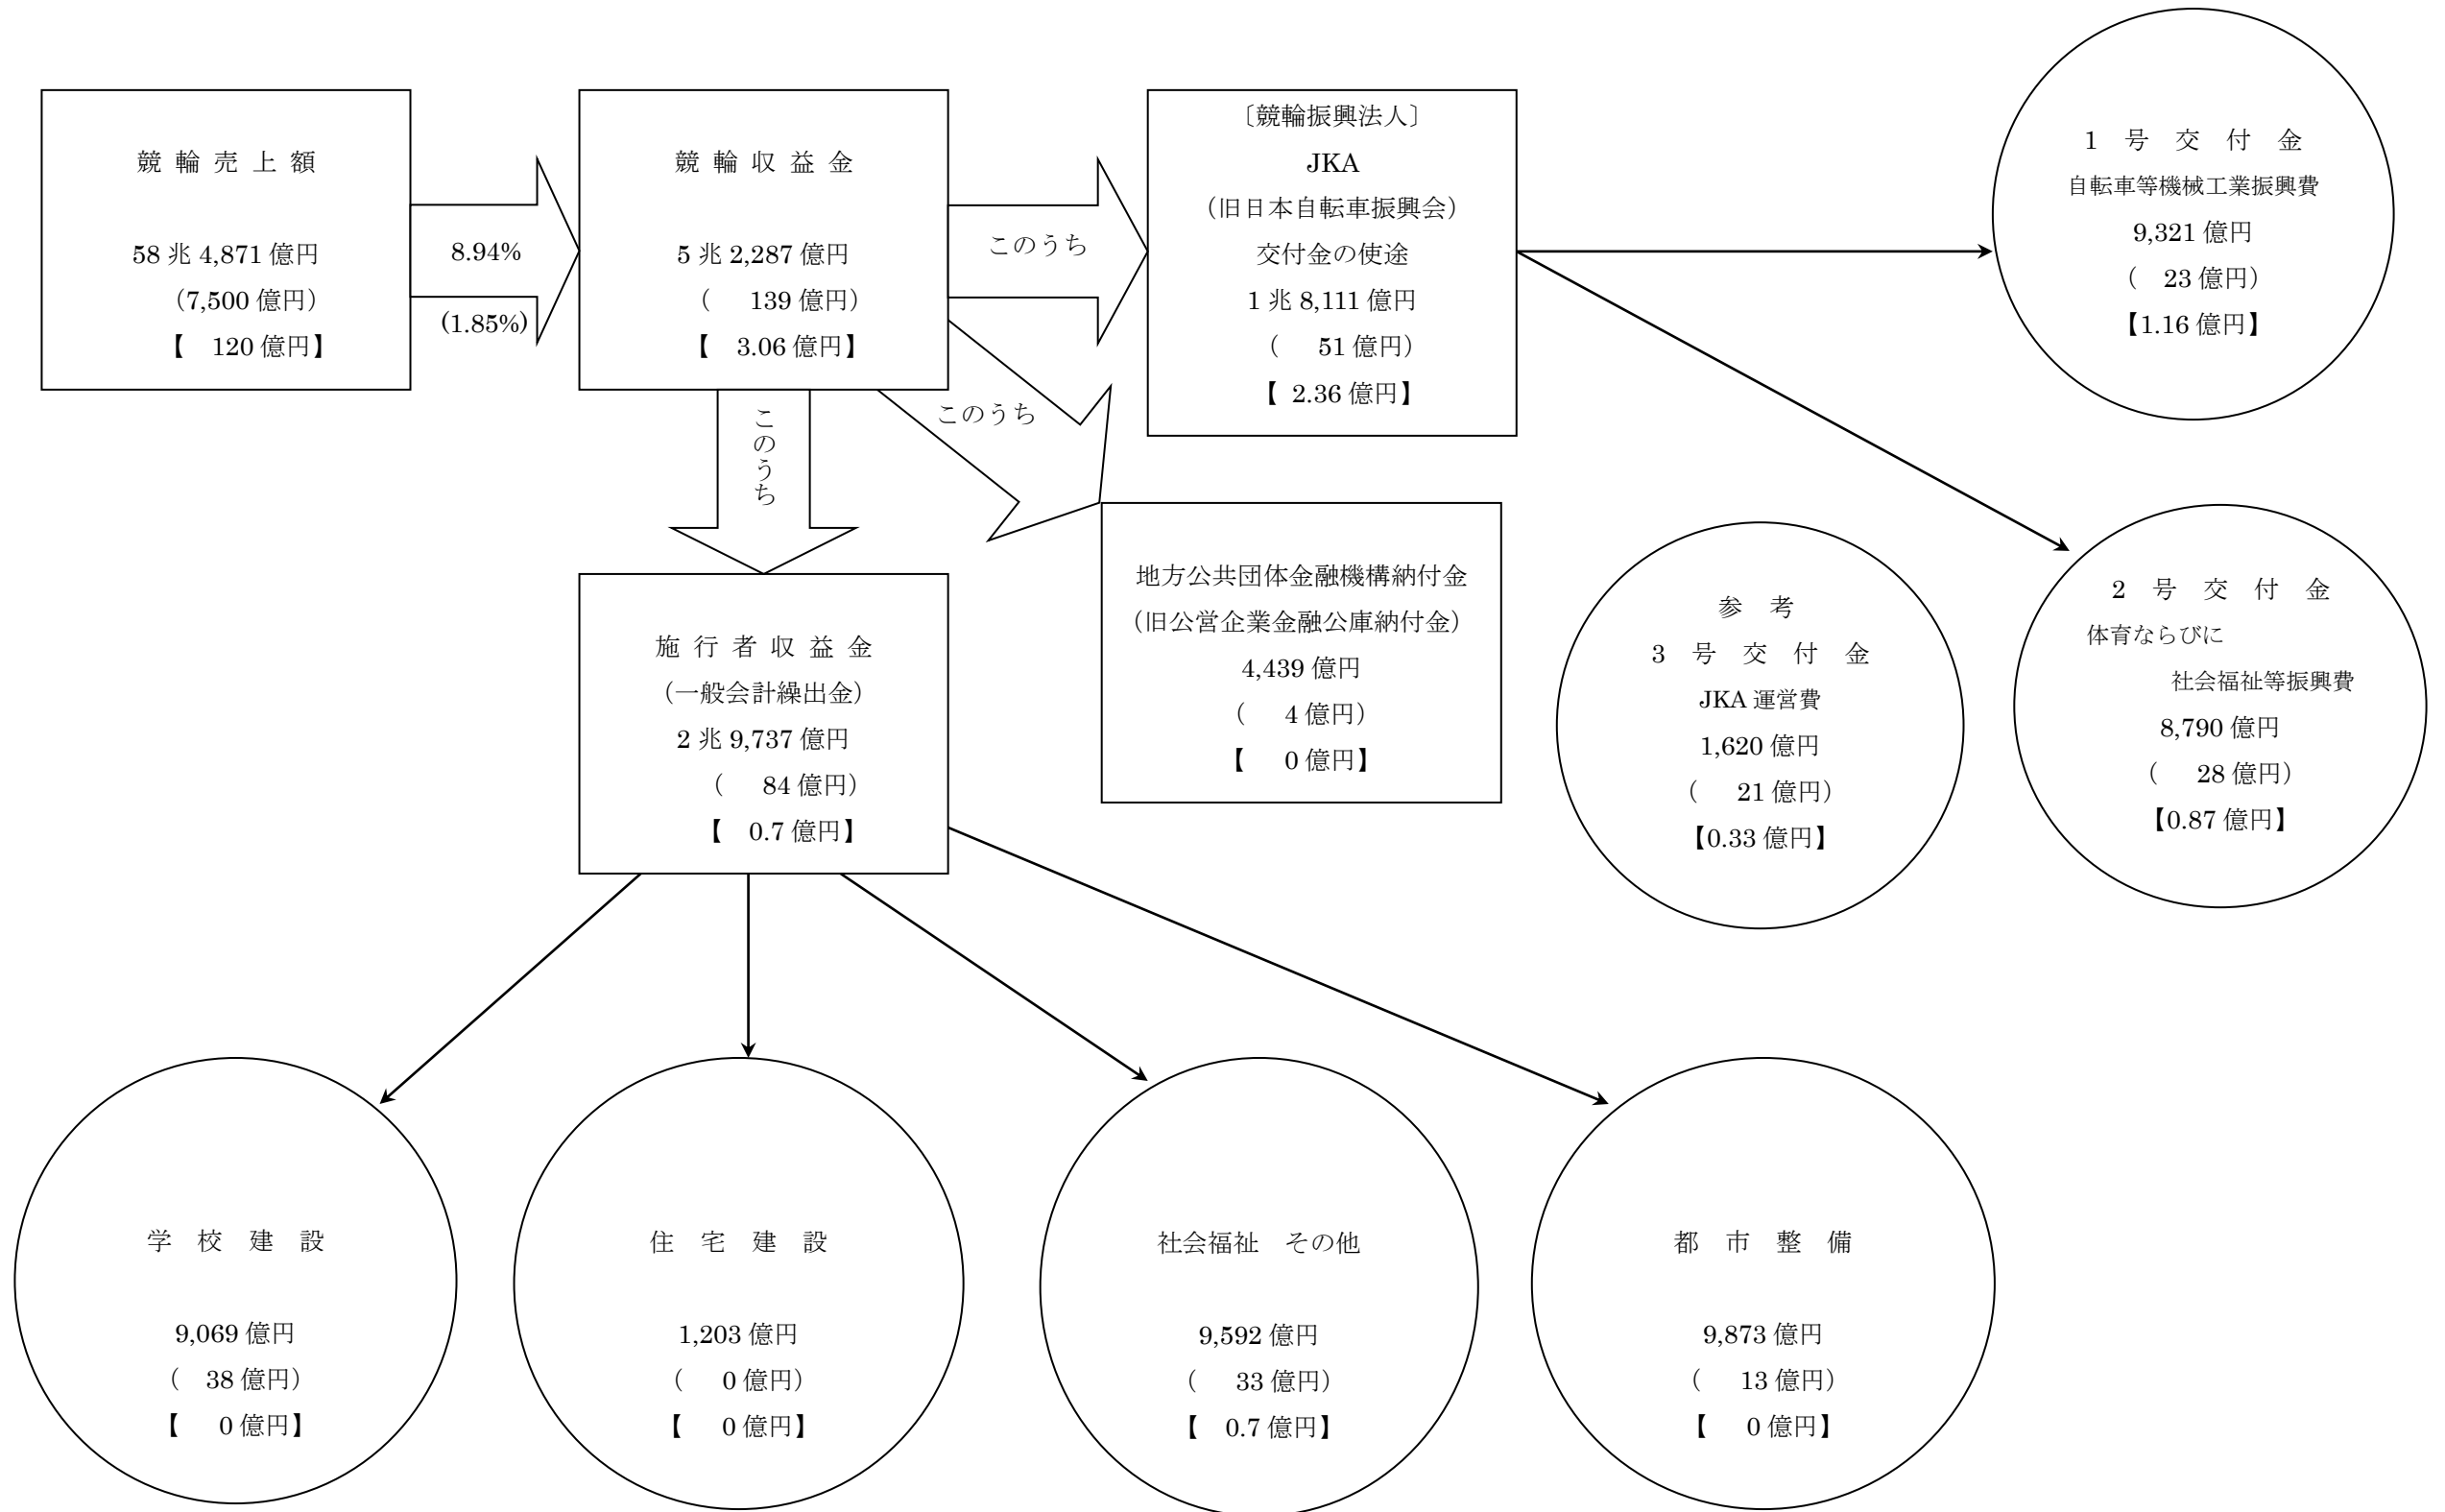 競輪売上額
58兆4,871億円
（7,500億円）
【　120億円】
8.94%
(1.85%)
競輪収益金
5兆2,287億円
（　139億円）
【　3.06億円】
このうち
〔競輪振興法人〕
JKA
（旧日本自転車振興会）
交付金の使途
1兆8,111億円
（　51億円）
【 2.36億円】
1　号　交　付　金
自転車等機械工業振興費
9,321億円
（　23億円）
【1.16億円】
このうち
このうち
地方公共団体金融機構納付金
（旧公営企業金融公庫納付金）
4,439億円
（　4億円）
【　0億円】
参　考
3　号　交　付　金
JKA運営費
1,620億円
（　21億円）
【0.33億円】
2　号　交　付　金
体育ならびに
社会福祉等振興費
8,790億円
（　28億円）
【0.87億円】
施行者収益金
（一般会計繰出金）
2兆9,737億円
（　84億円）
【　0.7億円】
学　校　建　設
9,069億円
（　38億円）
【　0億円】
住　宅　建　設
1,203億円
（　0億円）
【　0億円】
社会福祉　その他
9,592億円
（　33億円）
【　0.7億円】
都　市　整　備
9,873億円
（　13億円）
【　0億円】